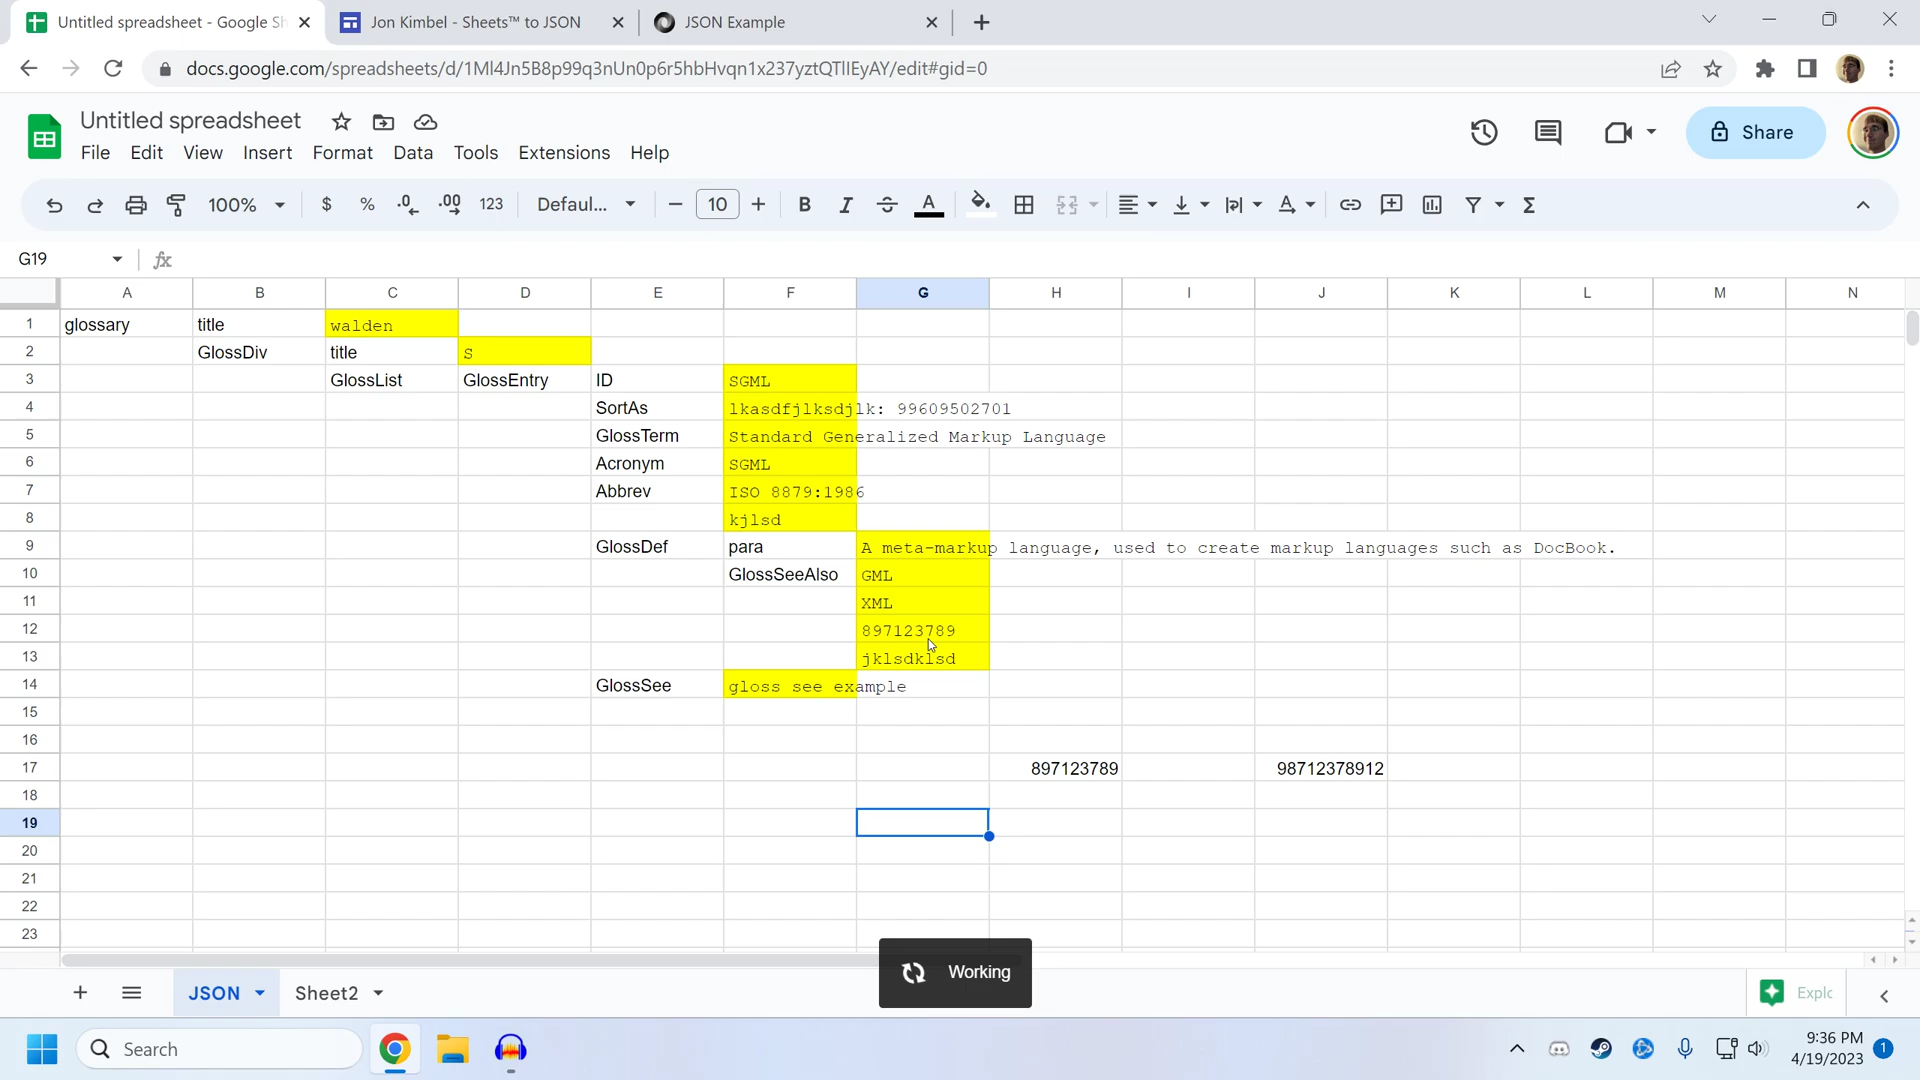 Untitled spreadsheet - Google Sh
Jon Kimbel - Sheets™ to JSON
JSON Example
docs.google.com/spreadsheets/d/1Ml4Jn5B8p99q3nUn0p6r5hbHvqn1x237yztQTlIEyAY/edit#gid=0
Untitled spreadsheet
File Edit View Insert Format Data Tools Extensions Help
Share
100% $ % .0 .00 123 Defaul... − 10 + B I S A Σ
G19 fx
A B C D E F G H I J K L M N
1 glossary title walden
2 GlossDiv title S
3 GlossList GlossEntry ID SGML
4 SortAs lkasdfjlksdjlk: 99609502701
5 GlossTerm Standard Generalized Markup Language
6 Acronym SGML
7 Abbrev ISO 8879:1986
8 kjlsd
9 GlossDef para A meta-markup language, used to create markup languages such as DocBook.
10 GlossSeeAlso GML
11 XML
12 897123789
13 jklsdklsd
14 GlossSee gloss see example
15
16
17 897123789 98712378912
18
19
20
21
22
23
Working
JSON Sheet2 Explo
Search
9:36 PM
4/19/2023 1